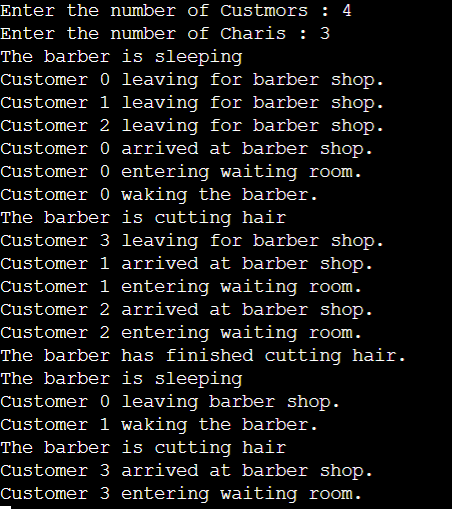 Enter the number of Custmors : 4
Enter the number of Charis : 3
The barber is sleeping
Customer 0 leaving for barber shop.
Customer 1 leaving for barber shop.
Customer 2 leaving for barber shop.
Customer 0 arrived at barber shop.
Customer 0 entering waiting room.
Customer 0 waking the barber.
The barber is cutting hair
Customer 3 leaving for barber shop.
Customer 1 arrived at barber shop.
Customer 1 entering waiting room.
Customer 2 arrived at barber shop.
Customer 2 entering waiting room.
The barber has finished cutting hair.
The barber is sleeping
Customer 0 leaving barber shop.
Customer 1 waking the barber.
The barber is cutting hair
Customer 3 arrived at barber shop.
Customer 3 entering waiting room.